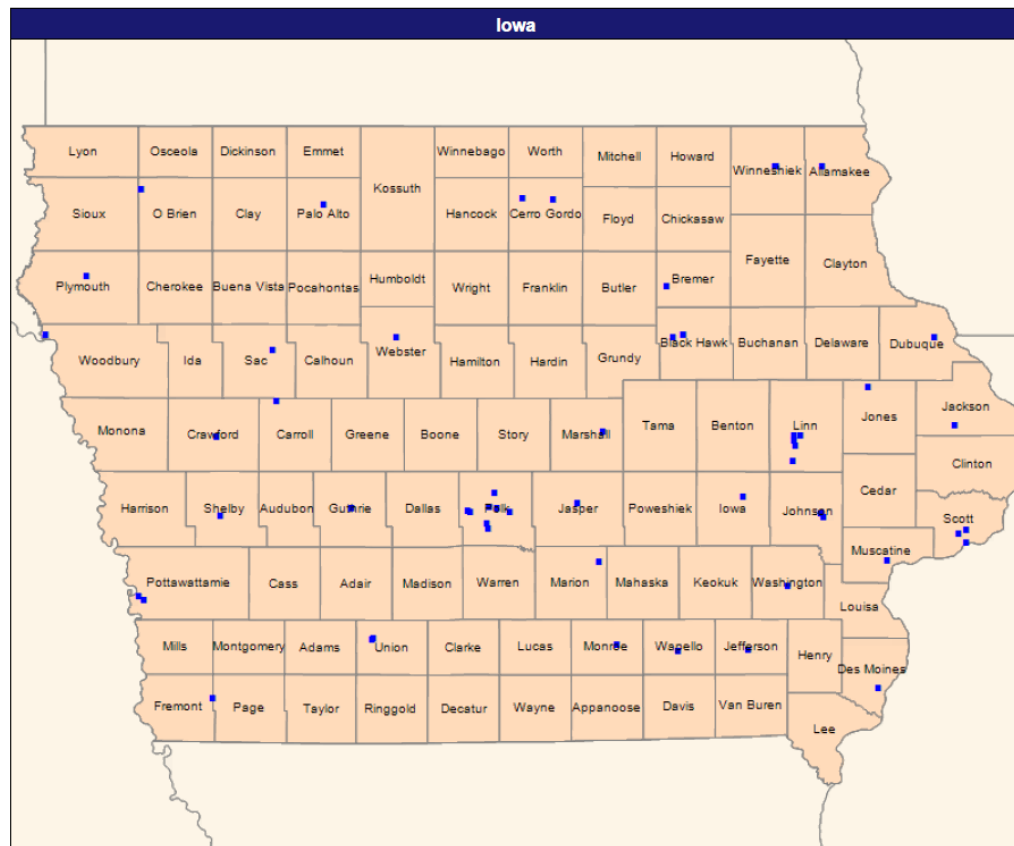 Iowa
Lyon
Osceola
Dickinson
Emmet
Kossuth
Winnebago
Worth
Mitchell
Howard
Winneshiek
Allamakee
Sioux
O Brien
Clay
Palo Alto
Hancock
Cerro Gordo
Floyd
Chickasaw
Fayette
Clayton
Plymouth
Cherokee
Buena Vista
Pocahontas
Humboldt
Wright
Franklin
Butler
Bremer
Woodbury
Ida
Sac
Calhoun
Webster
Hamilton
Hardin
Grundy
Black Hawk
Buchanan
Delaware
Dubuque
Monona
Crawford
Carroll
Greene
Boone
Story
Marshall
Tama
Benton
Linn
Jones
Jackson
Clinton
Harrison
Shelby
Audubon
Guthrie
Dallas
Polk
Jasper
Poweshiek
Iowa
Johnson
Cedar
Scott
Muscatine
Pottawattamie
Cass
Adair
Madison
Warren
Marion
Mahaska
Keokuk
Washington
Louisa
Mills
Montgomery
Adams
Union
Clarke
Lucas
Monroe
Wapello
Jefferson
Henry
Des Moines
Fremont
Page
Taylor
Ringgold
Decatur
Wayne
Appanoose
Davis
Van Buren
Lee